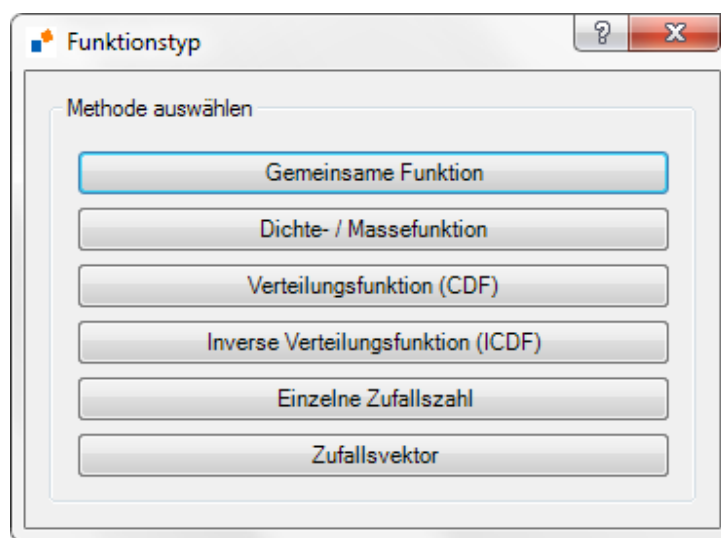 Funktionstyp
Methode auswählen
Gemeinsame Funktion
Dichte- / Massefunktion
Verteilungsfunktion (CDF)
Inverse Verteilungsfunktion (ICDF)
Einzelne Zufallszahl
Zufallsvektor